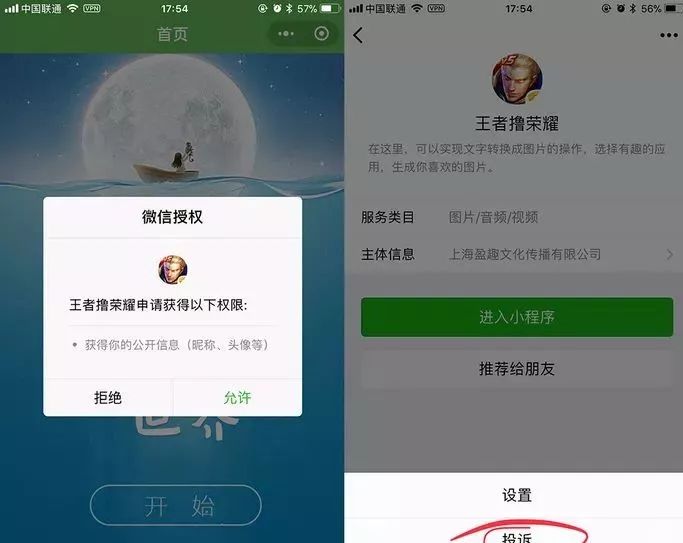 中国联通 VPN 17:54 57%
首页
微信授权
王者撸荣耀申请获得以下权限:
• 获得你的公开信息（昵称、头像等）
拒绝 允许
世界
开始
中国联通 VPN 17:54 56%
V5
王者撸荣耀
在这里，可以实现文字转换成图片的操作，选择有趣的应
用，生成你喜欢的图片。
服务类目 图片/音频/视频
主体信息 上海盈趣文化传播有限公司
进入小程序
推荐给朋友
设置
投诉